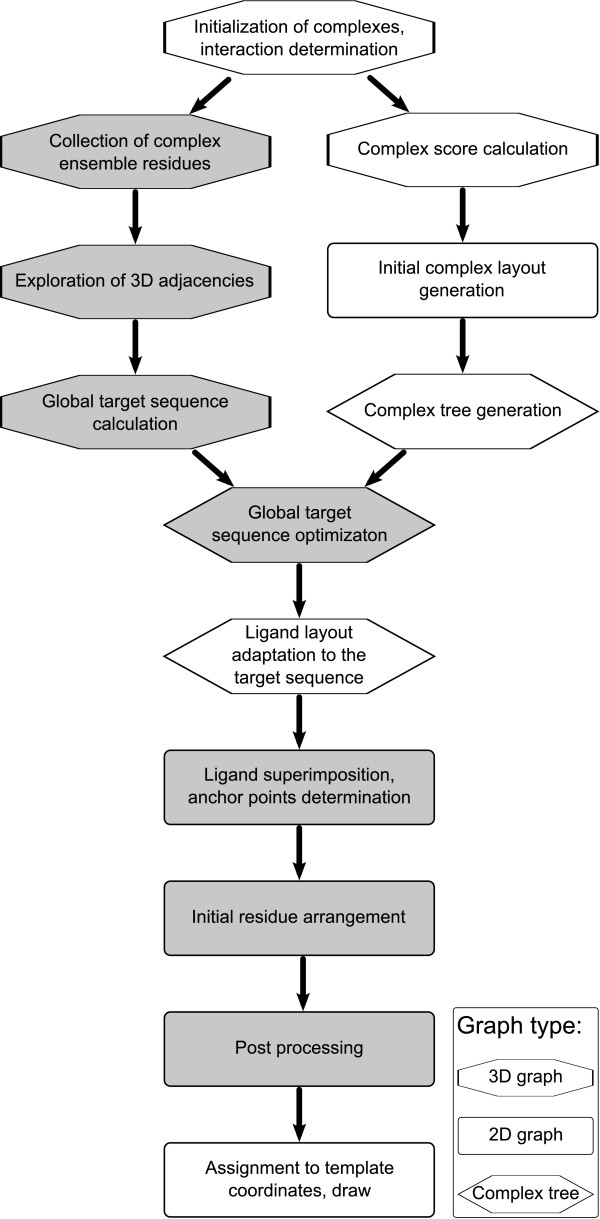 Initialization of complexes,
interaction determination
Collection of complex
ensemble residues
Complex score calculation
Exploration of 3D adjacencies
Initial complex layout
generation
Global target sequence
calculation
Complex tree generation
Global target
sequence optimizaton
Ligand layout
adaptation to the
target sequence
Ligand superimposition,
anchor points determination
Initial residue arrangement
Post processing
Assignment to template
coordinates, draw
Graph type:
3D graph
2D graph
Complex tree